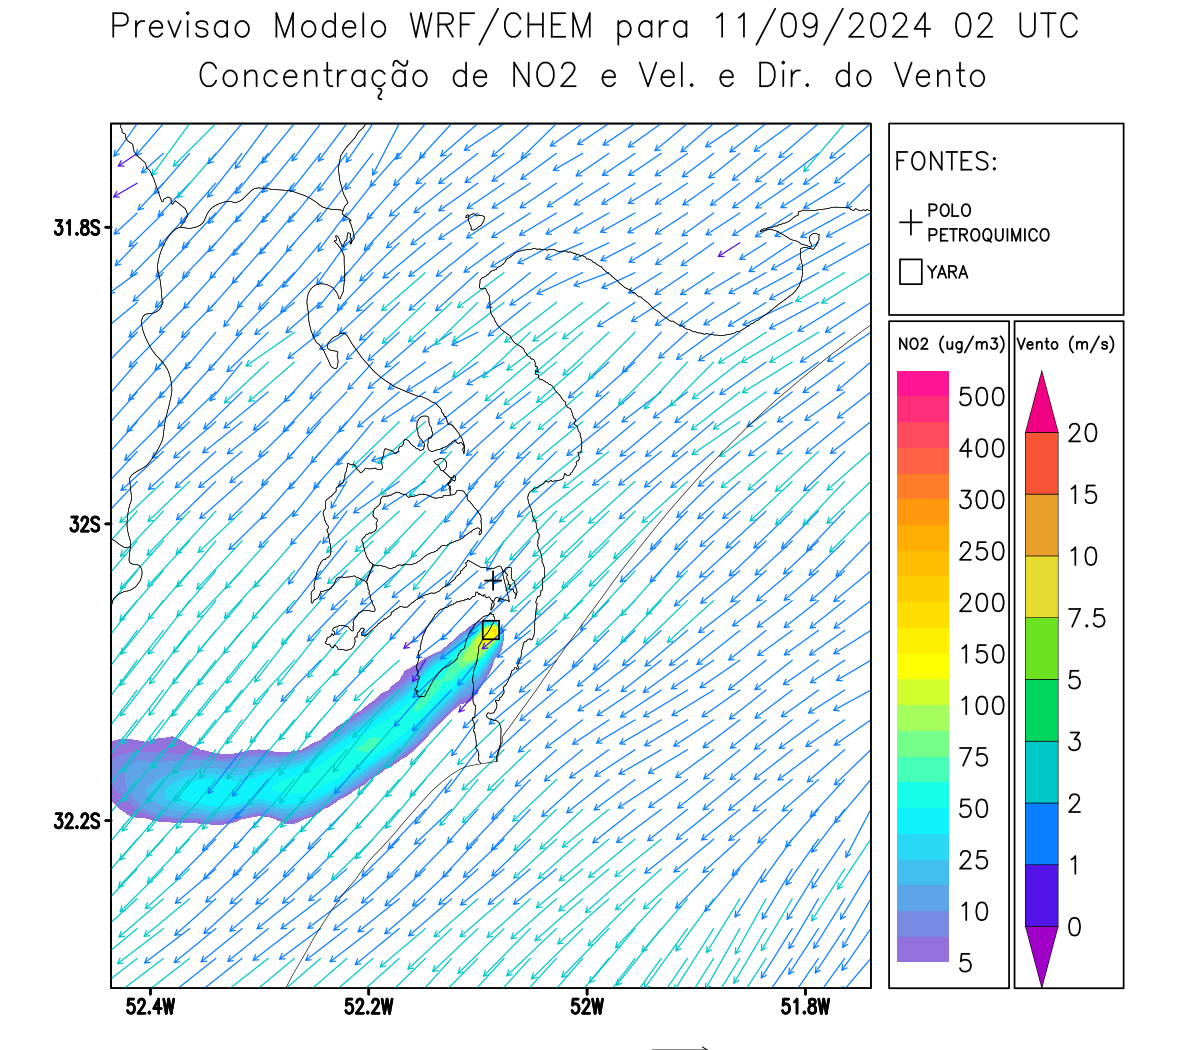 Previsao Modelo WRF/CHEM para 11/09/2024 02 UTC
Concentração de NO2 e Vel. e Dir. do Vento
FONTES:
POLO
PETROQUIMICO
YARA
NO2 (ug/m3)
500
400
300
250
200
150
100
75
50
25
10
5
Vento (m/s)
20
15
10
7.5
5
3
2
1
0
31.8S
32S
32.2S
52.4W
52.2W
52W
51.8W